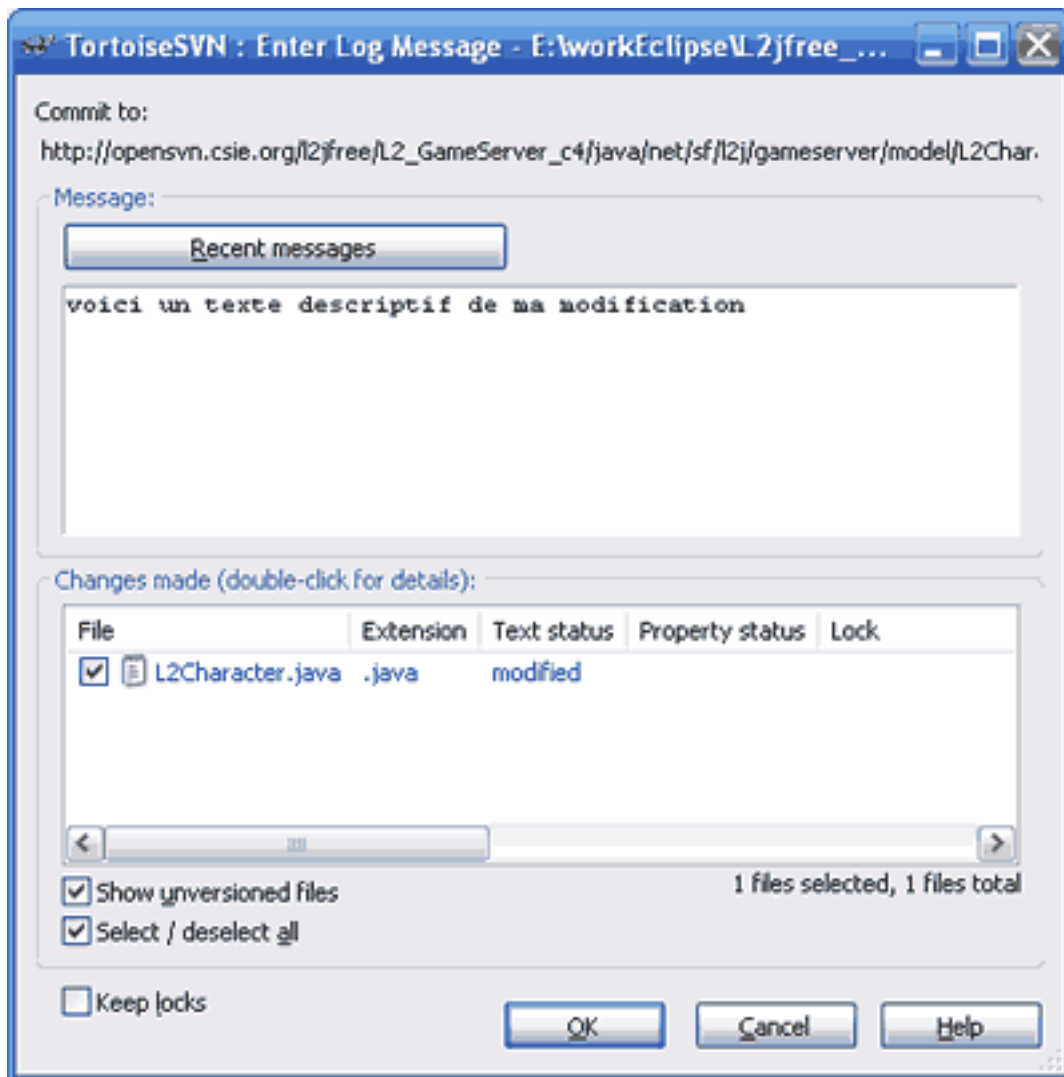 TortoiseSVN : Enter Log Message - E:\workEclipse\L2jfree_...
Commit to:
http://opensvn.csie.org/l2jfree/L2_GameServer_c4/java/net/sf/l2j/gameserver/model/L2Char
Message:
Recent messages
voici un texte descriptif de ma modification
Changes made (double-click for details):
File Extension Text status Property status Lock
L2Character.java .java modified
Show unversioned files 1 files selected, 1 files total
Select / deselect all
Keep locks
OK Cancel Help